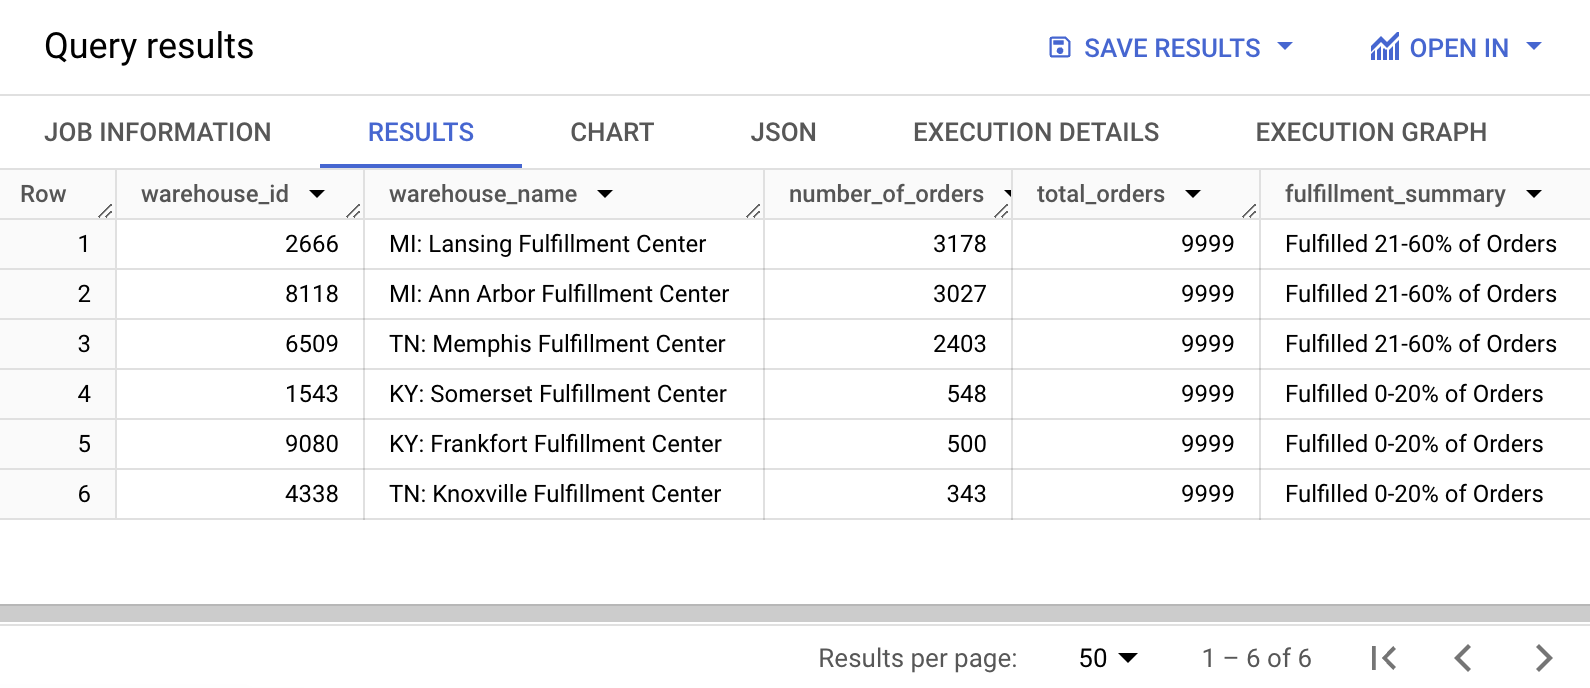 Query results SAVE RESULTS OPEN IN
JOB INFORMATION RESULTS CHART JSON EXECUTION DETAILS EXECUTION GRAPH
Row warehouse_id warehouse_name number_of_orders total_orders fulfillment_summary
1 2666 MI: Lansing Fulfillment Center 3178 9999 Fulfilled 21-60% of Orders
2 8118 MI: Ann Arbor Fulfillment Center 3027 9999 Fulfilled 21-60% of Orders
3 6509 TN: Memphis Fulfillment Center 2403 9999 Fulfilled 21-60% of Orders
4 1543 KY: Somerset Fulfillment Center 548 9999 Fulfilled 0-20% of Orders
5 9080 KY: Frankfort Fulfillment Center 500 9999 Fulfilled 0-20% of Orders
6 4338 TN: Knoxville Fulfillment Center 343 9999 Fulfilled 0-20% of Orders
Results per page: 50 1 – 6 of 6